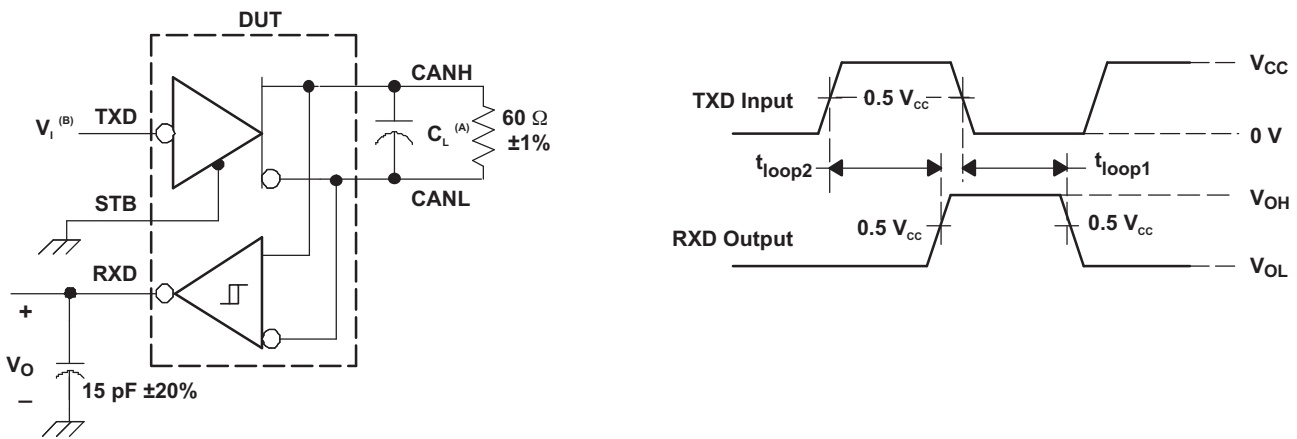 DUT
CANH
TXD
V_I (B)
C_L (A)
60 Ω
±1%
STB
CANL
RXD
+
V_O
–
15 pF ±20%
V_CC
TXD Input
0.5 V_CC
0 V
t_loop2
t_loop1
V_OH
RXD Output
0.5 V_CC
0.5 V_CC
V_OL